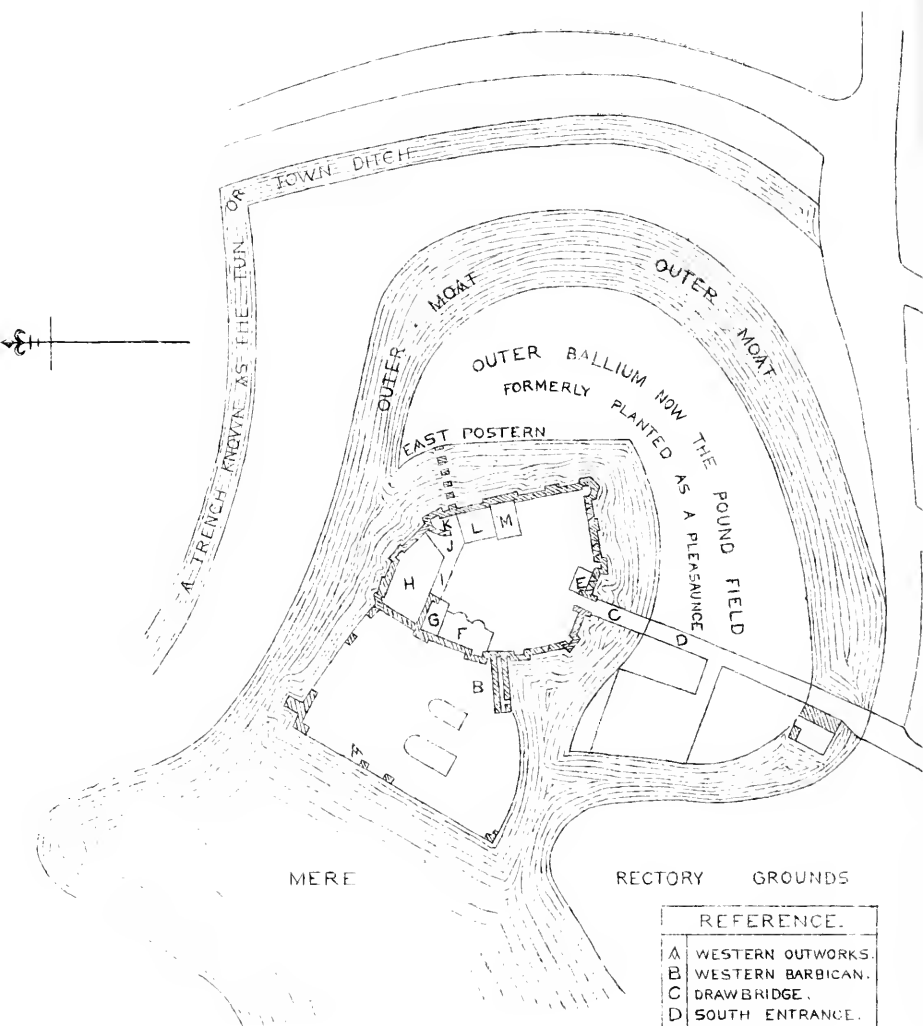 A TRENCH KNOWN AS THE TUN OR TOWN DITCH
OUTER MOAT
OUTER MOAT
OUTER BALLIUM NOW THE POUND FIELD
FORMERLY PLANTED AS A PLEASAUNCE
EAST POSTERN
K
L
M
J
H
I
E
G
F
C
D
B
A
MERE
RECTORY GROUNDS
REFERENCE.
A WESTERN OUTWORKS.
B WESTERN BARBICAN.
C DRAWBRIDGE.
D SOUTH ENTRANCE.